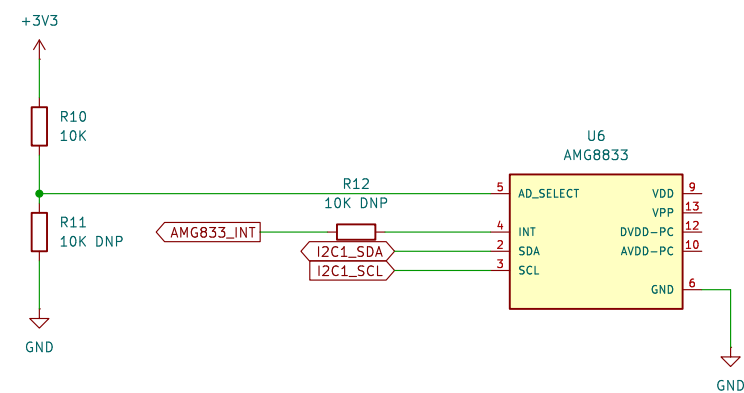 +3V3
R10
10K
R11
10K DNP
GND
R12
10K DNP
AMG833_INT
I2C1_SDA
I2C1_SCL
U6
AMG8833
5 AD_SELECT
4 INT
2 SDA
3 SCL
VDD 9
VPP 13
DVDD-PC 12
AVDD-PC 10
GND 6
GND